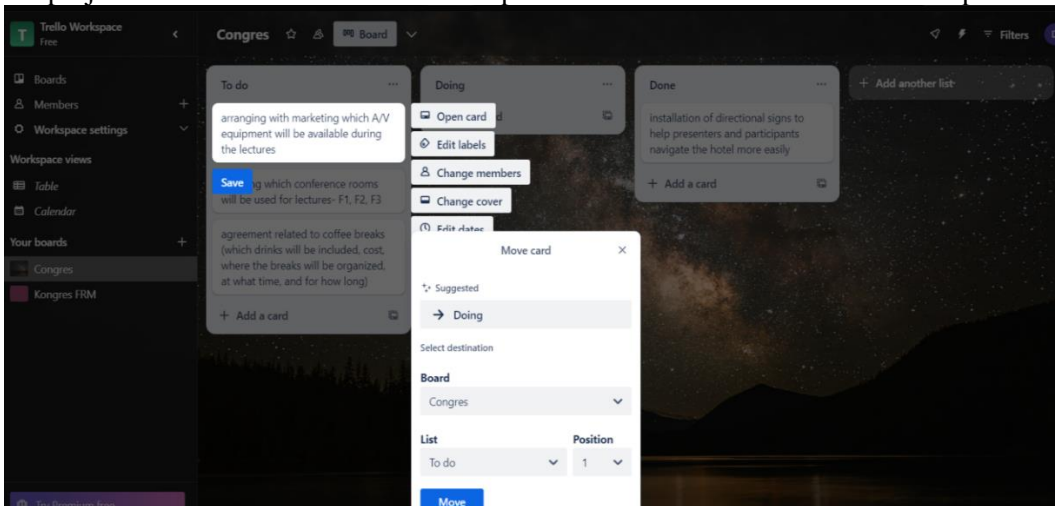 Trello Workspace
Free
Congres
Board
Filters
Boards
Members
Workspace settings
Workspace views
Table
Calendar
Your boards
Congres
Kongres FRM
To do
arranging with marketing which A/V
equipment will be available during
the lectures
Save
which conference rooms
will be used for lectures- F1, F2, F3
agreement related to coffee breaks
(which drinks will be included, cost,
where the breaks will be organized,
at what time, and for how long)
+ Add a card
Doing
Open card
Edit labels
Change members
Change cover
Edit dates
Move card
Suggested
→ Doing
Select destination
Board
Congres
List
Position
To do
1
Move
Done
installation of directional signs to
help presenters and participants
navigate the hotel more easily
+ Add a card
+ Add another list
Try Premium free